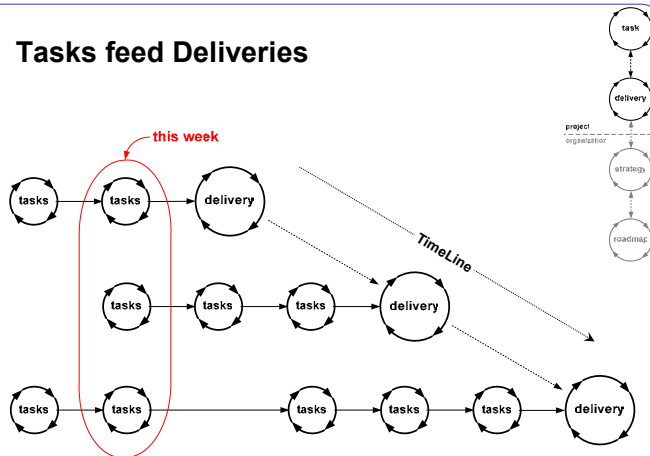 Tasks feed Deliveries
task
delivery
project
organization
strategy
roadmap
this week
tasks
tasks
delivery
TimeLine
tasks
tasks
tasks
delivery
tasks
tasks
tasks
tasks
tasks
delivery